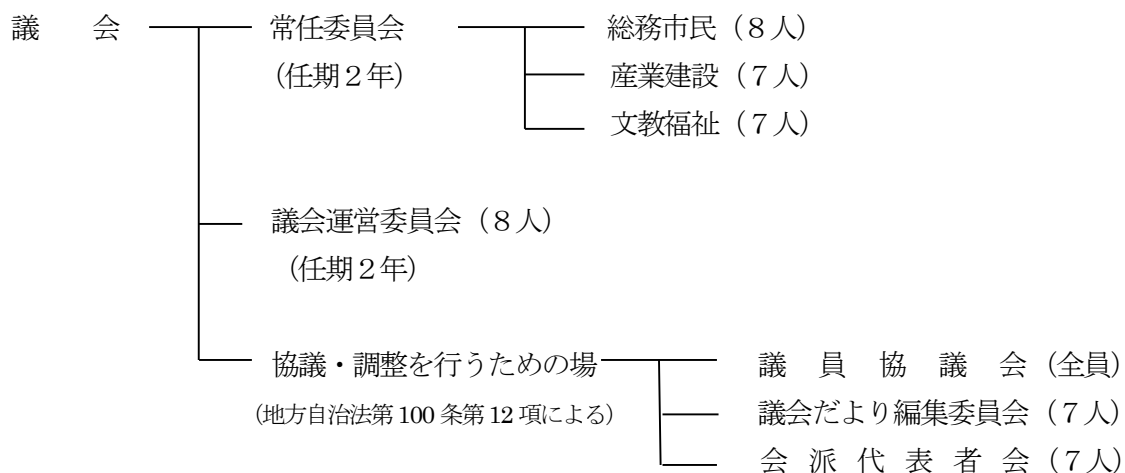 議　会　常任委員会　総務市民（８人）
（任期２年）　産業建設（７人）
文教福祉（７人）
議会運営委員会（８人）
（任期２年）
協議・調整を行うための場　議員協議会（全員）
（地方自治法第100条第12項による）　議会だより編集委員会（７人）
会派代表者会（７人）